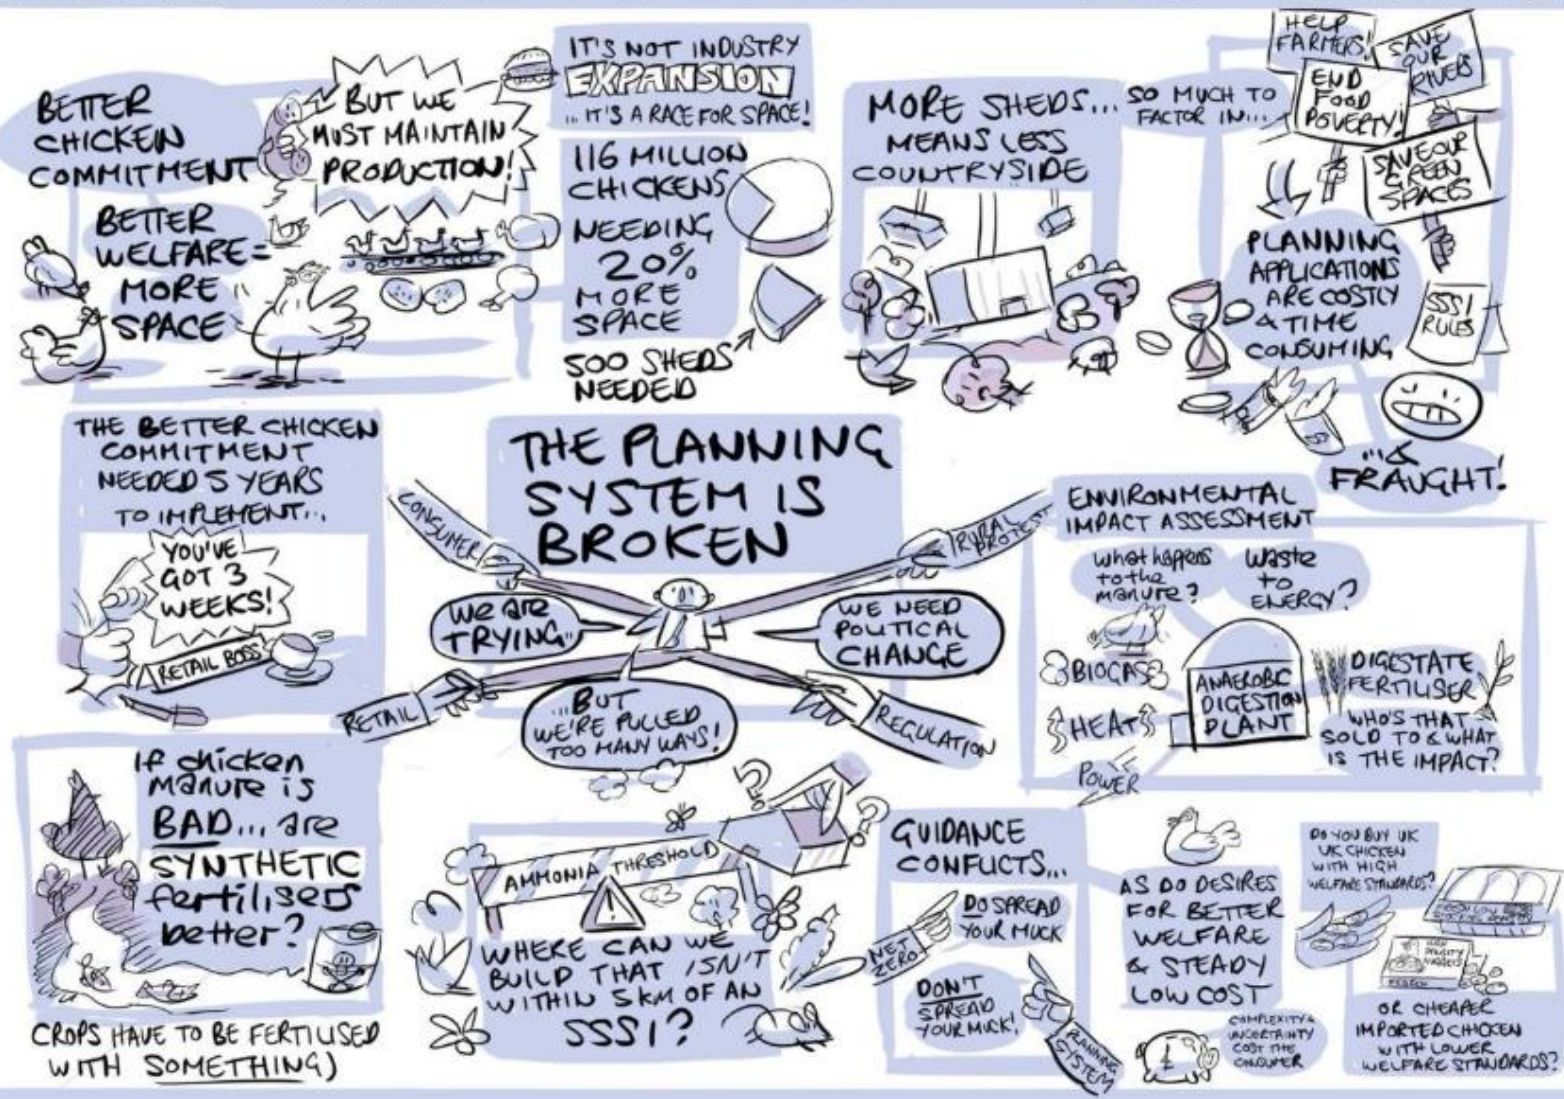 BETTER
CHICKEN
COMMITMENT
BUT WE
MUST MAINTAIN
PRODUCTION!
BETTER
WELFARE =
MORE
SPACE
IT'S NOT INDUSTRY
EXPANSION
... IT'S A RACE FOR SPACE!
116 MILLION
CHICKENS
NEEDING
20%
MORE
SPACE
500 SHEDS
NEEDED
MORE SHEDS...
MEANS LESS
COUNTRYSIDE
SO MUCH TO
FACTOR IN...
HELP
FARMERS!
SAVE
OUR
RIVERS
END
FOOD
POVERTY!
SAVE OUR
GREEN
SPACES
PLANNING
APPLICATIONS
ARE COSTLY
& TIME
CONSUMING
SSSI
RULES
...&
FRAUGHT!
THE BETTER CHICKEN
COMMITMENT
NEEDED 5 YEARS
TO IMPLEMENT...
YOU'VE
GOT 3
WEEKS!
RETAIL BOSS
THE PLANNING
SYSTEM IS
BROKEN
CONSUMER
RURAL
PROTEST
WE ARE
TRYING..
WE NEED
POLITICAL
CHANGE
...BUT
WE'RE PULLED
TOO MANY WAYS!
RETAIL
REGULATION
ENVIRONMENTAL
IMPACT ASSESSMENT
What happens
to the
manure?
Waste
to
ENERGY?
BIOGAS
HEAT
POWER
ANAEROBIC
DIGESTION
PLANT
DIGESTATE
FERTILISER
WHO'S THAT
SOLD TO & WHAT
IS THE IMPACT?
If chicken
manure is
BAD... are
SYNTHETIC
fertilisers
better?
CROPS HAVE TO BE FERTILISED
WITH SOMETHING)
? ?
AMMONIA THRESHOLD
!
WHERE CAN WE
BUILD THAT ISN'T
WITHIN 5KM OF AN
SSSI?
GUIDANCE
CONFLICTS...
DO SPREAD
YOUR MUCK
NET
ZERO
DON'T
SPREAD
YOUR MUCK!
PLANNING
SYSTEM
AS DO DESIRES
FOR BETTER
WELFARE
& STEADY
LOW COST
£
COMPLEXITY &
UNCERTAINTY
COST THE
CONSUMER
DO YOU BUY UK
UK CHICKEN
WITH HIGH
WELFARE STANDARDS?
OR CHEAPER
IMPORTED CHICKEN
WITH LOWER
WELFARE STANDARDS?